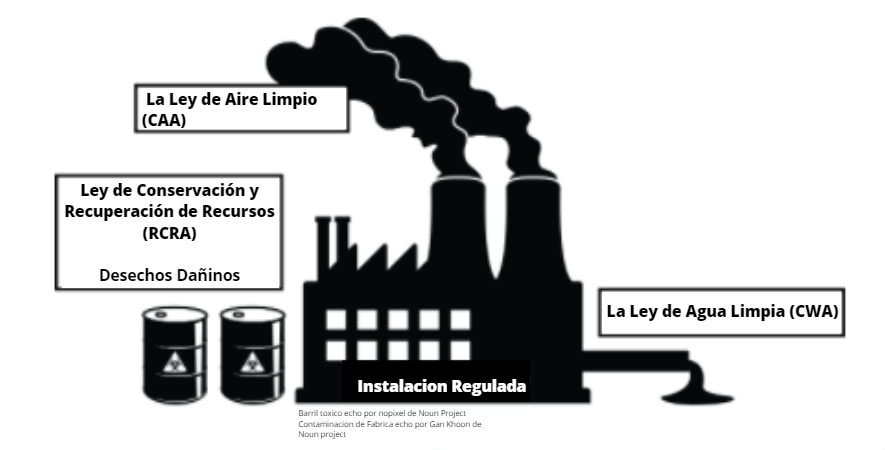 La Ley de Aire Limpio
(CAA)
Ley de Conservación y
Recuperación de Recursos
(RCRA)
Desechos Dañinos
La Ley de Agua Limpia (CWA)
Instalacion Regulada
Barril toxico echo por nopixel de Noun Project
Contaminacion de Fabrica echo por Gan Khoon de
Noun project